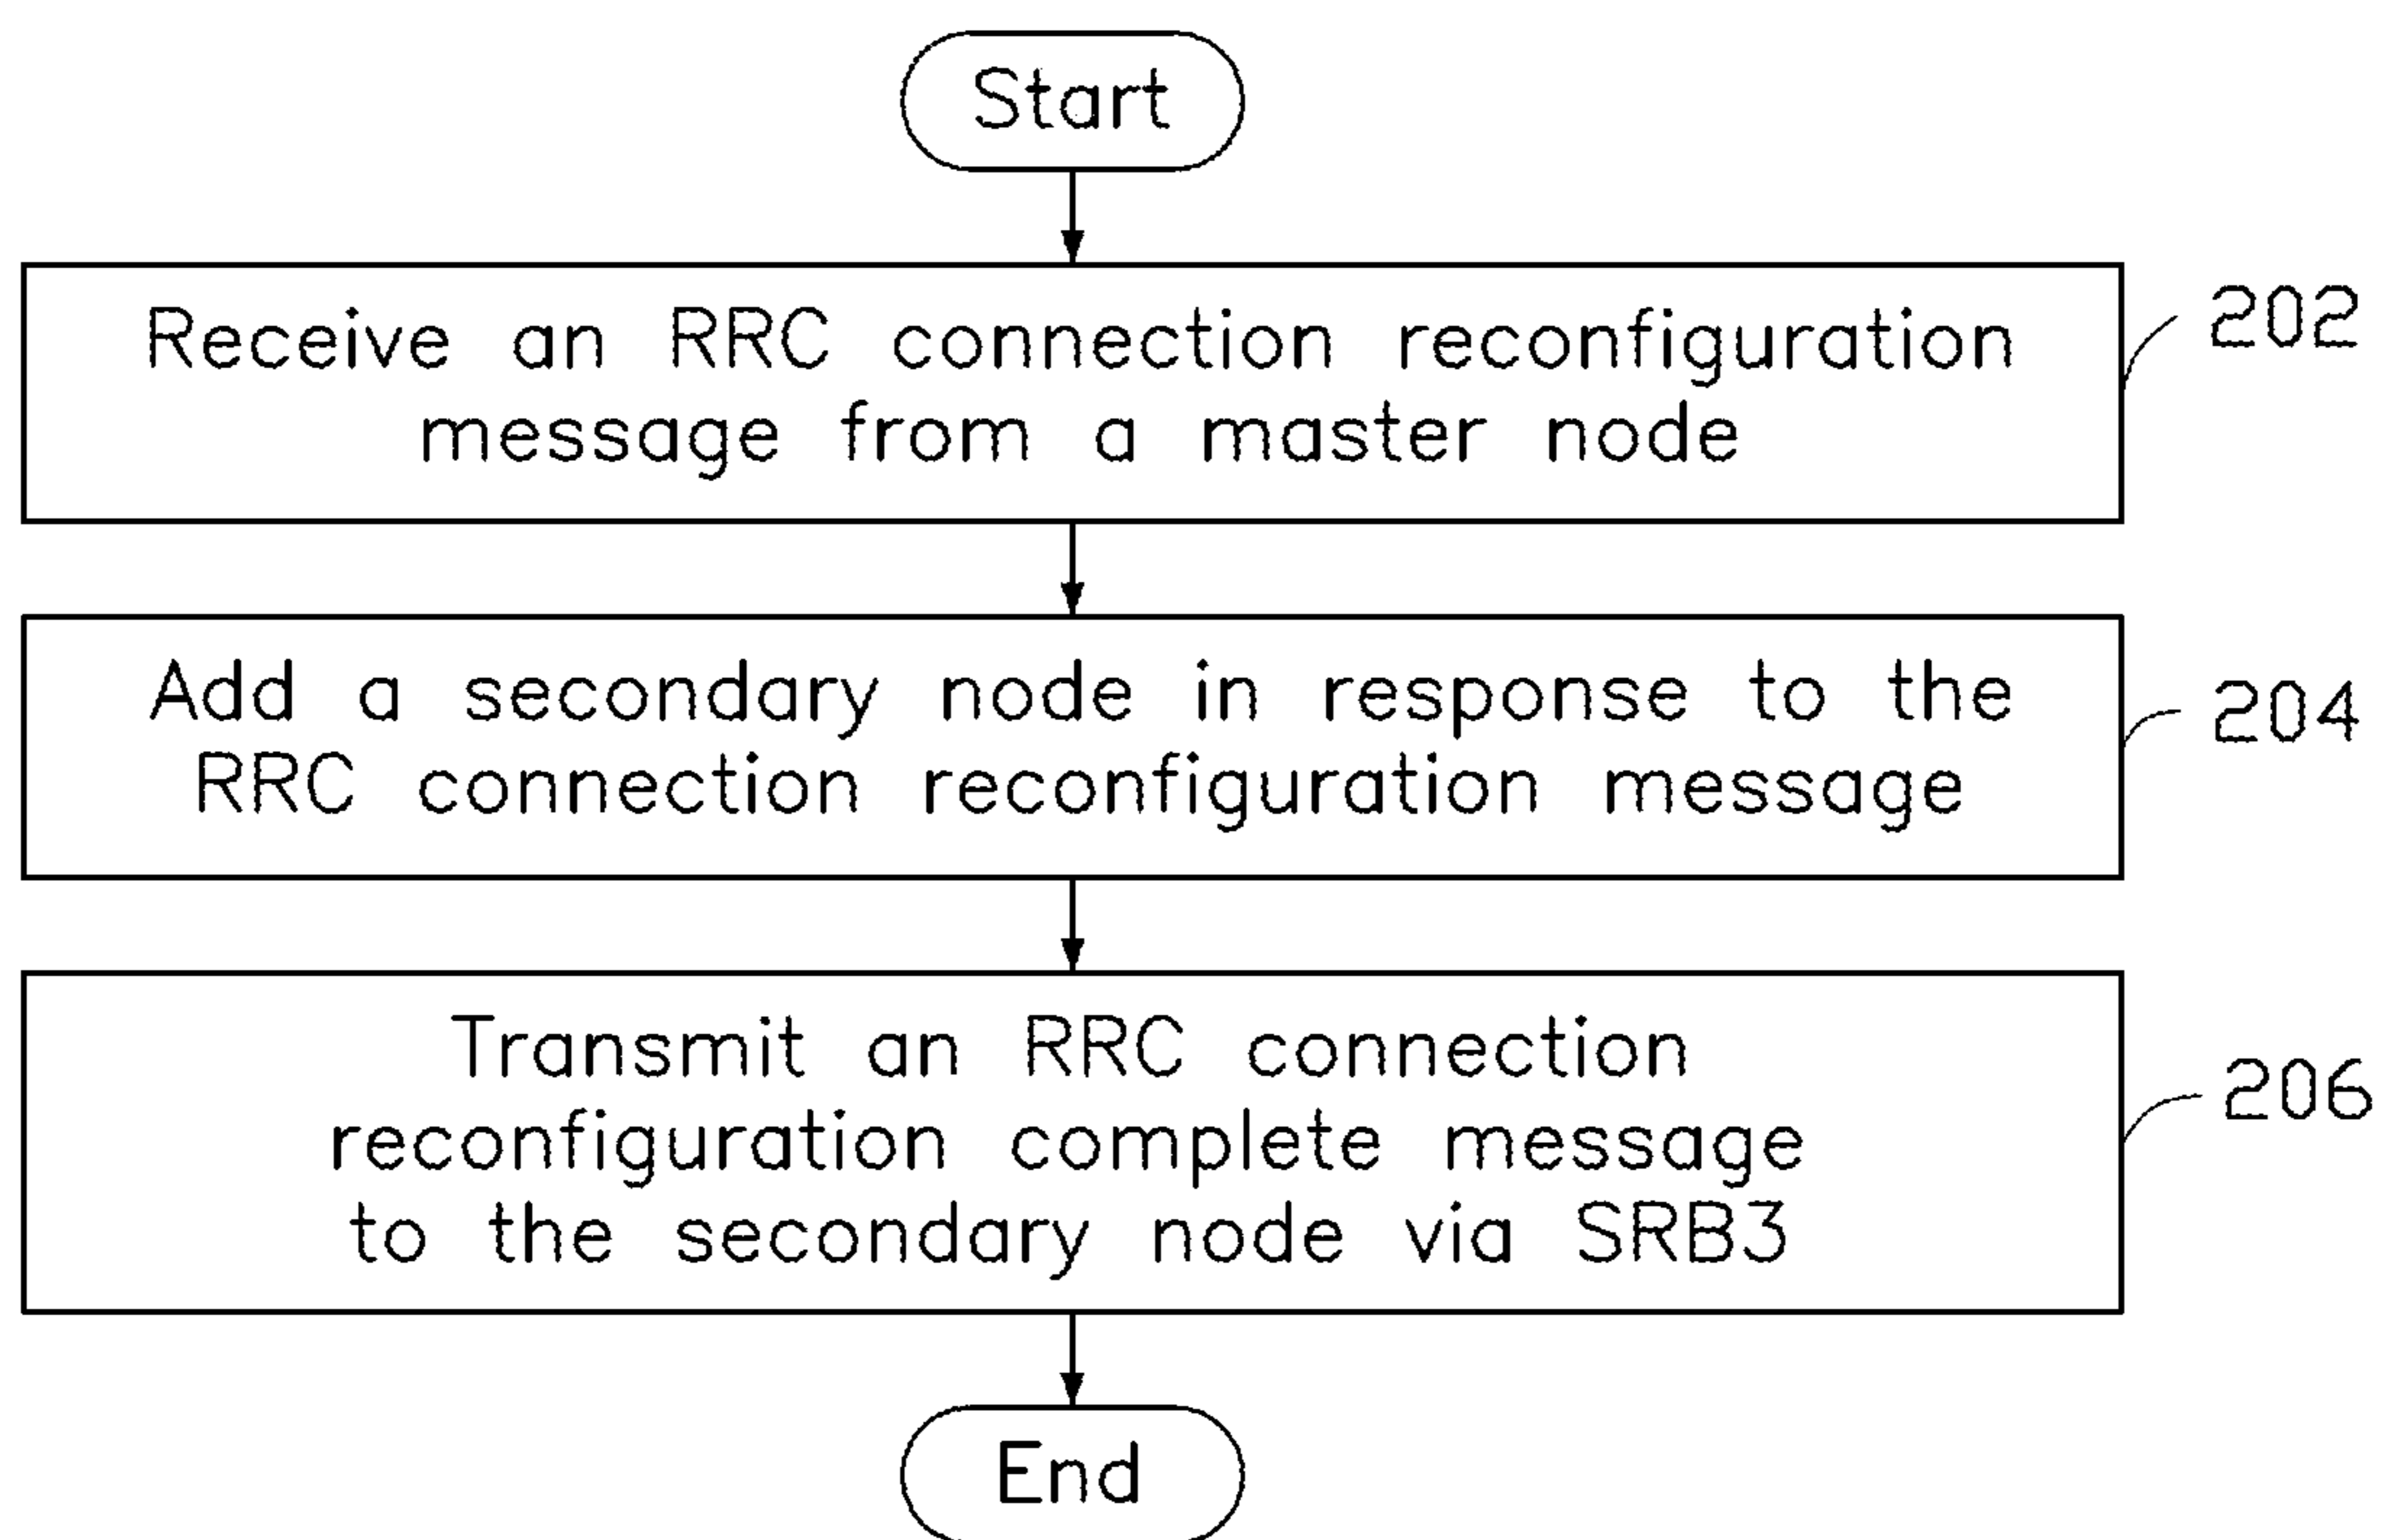 Start
Receive an RRC connection reconfiguration
message from a master node
202
Add a secondary node in response to the
RRC connection reconfiguration message
204
Transmit an RRC connection
reconfiguration complete message
to the secondary node via SRB3
206
End